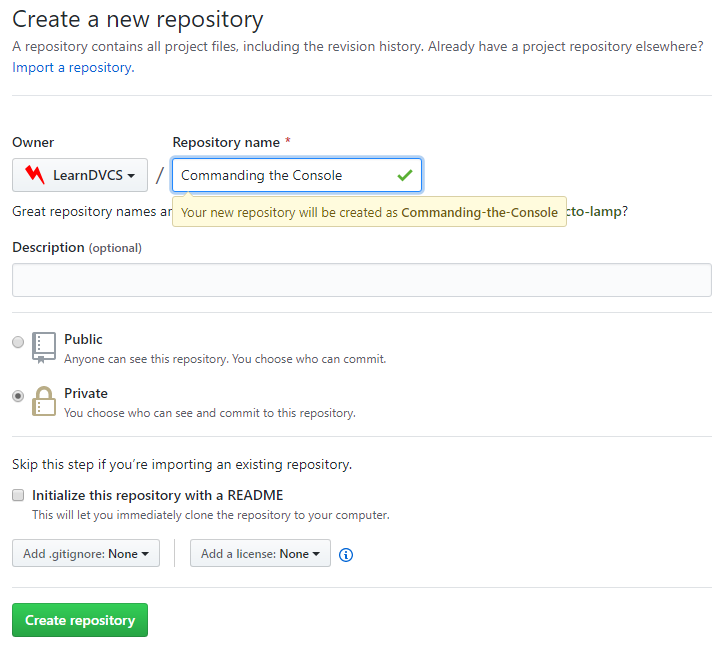 Create a new repository
A repository contains all project files, including the revision history. Already have a project repository elsewhere?
Import a repository.
Owner
Repository name *
LearnDVCS
/
Commanding the Console
Great repository names
Your new repository will be created as Commanding-the-Console
cto-lamp?
Description (optional)
Public
Anyone can see this repository. You choose who can commit.
Private
You choose who can see and commit to this repository.
Skip this step if you’re importing an existing repository.
Initialize this repository with a README
This will let you immediately clone the repository to your computer.
Add .gitignore: None
Add a license: None
Create repository